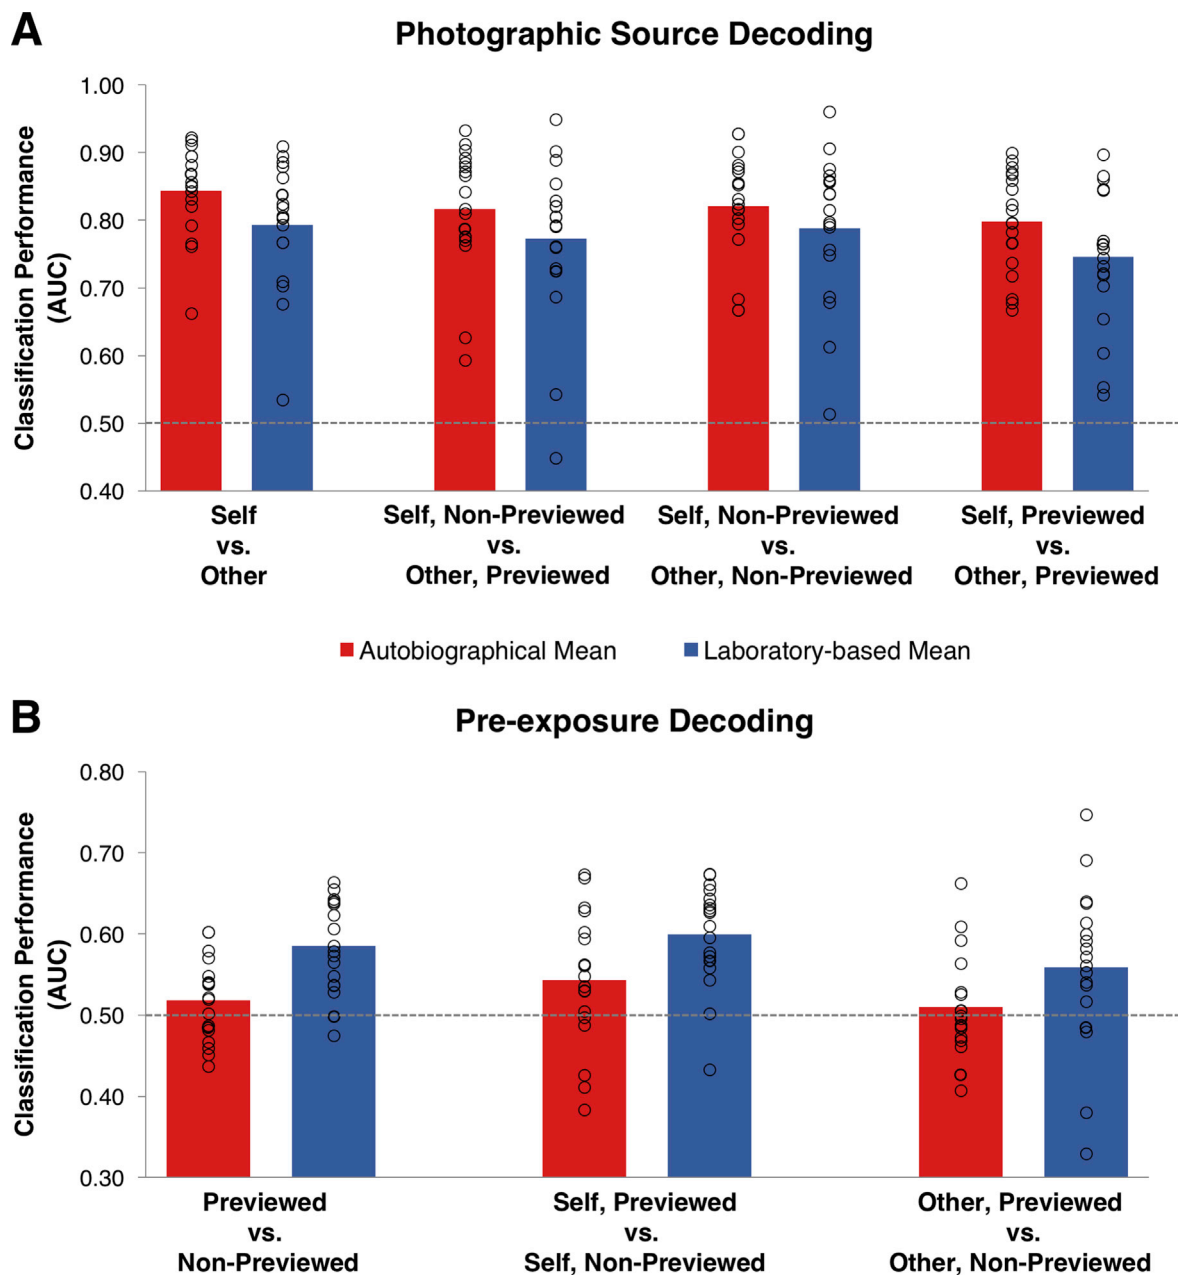 A
Photographic Source Decoding
Classification Performance
(AUC)
1.00
0.90
0.80
0.70
0.60
0.50
0.40
Self
vs.
Other
Self, Non-Previewed
vs.
Other, Previewed
Self, Non-Previewed
vs.
Other, Non-Previewed
Self, Previewed
vs.
Other, Previewed
Autobiographical Mean
Laboratory-based Mean
B
Pre-exposure Decoding
Classification Performance
(AUC)
0.80
0.70
0.60
0.50
0.40
0.30
Previewed
vs.
Non-Previewed
Self, Previewed
vs.
Self, Non-Previewed
Other, Previewed
vs.
Other, Non-Previewed